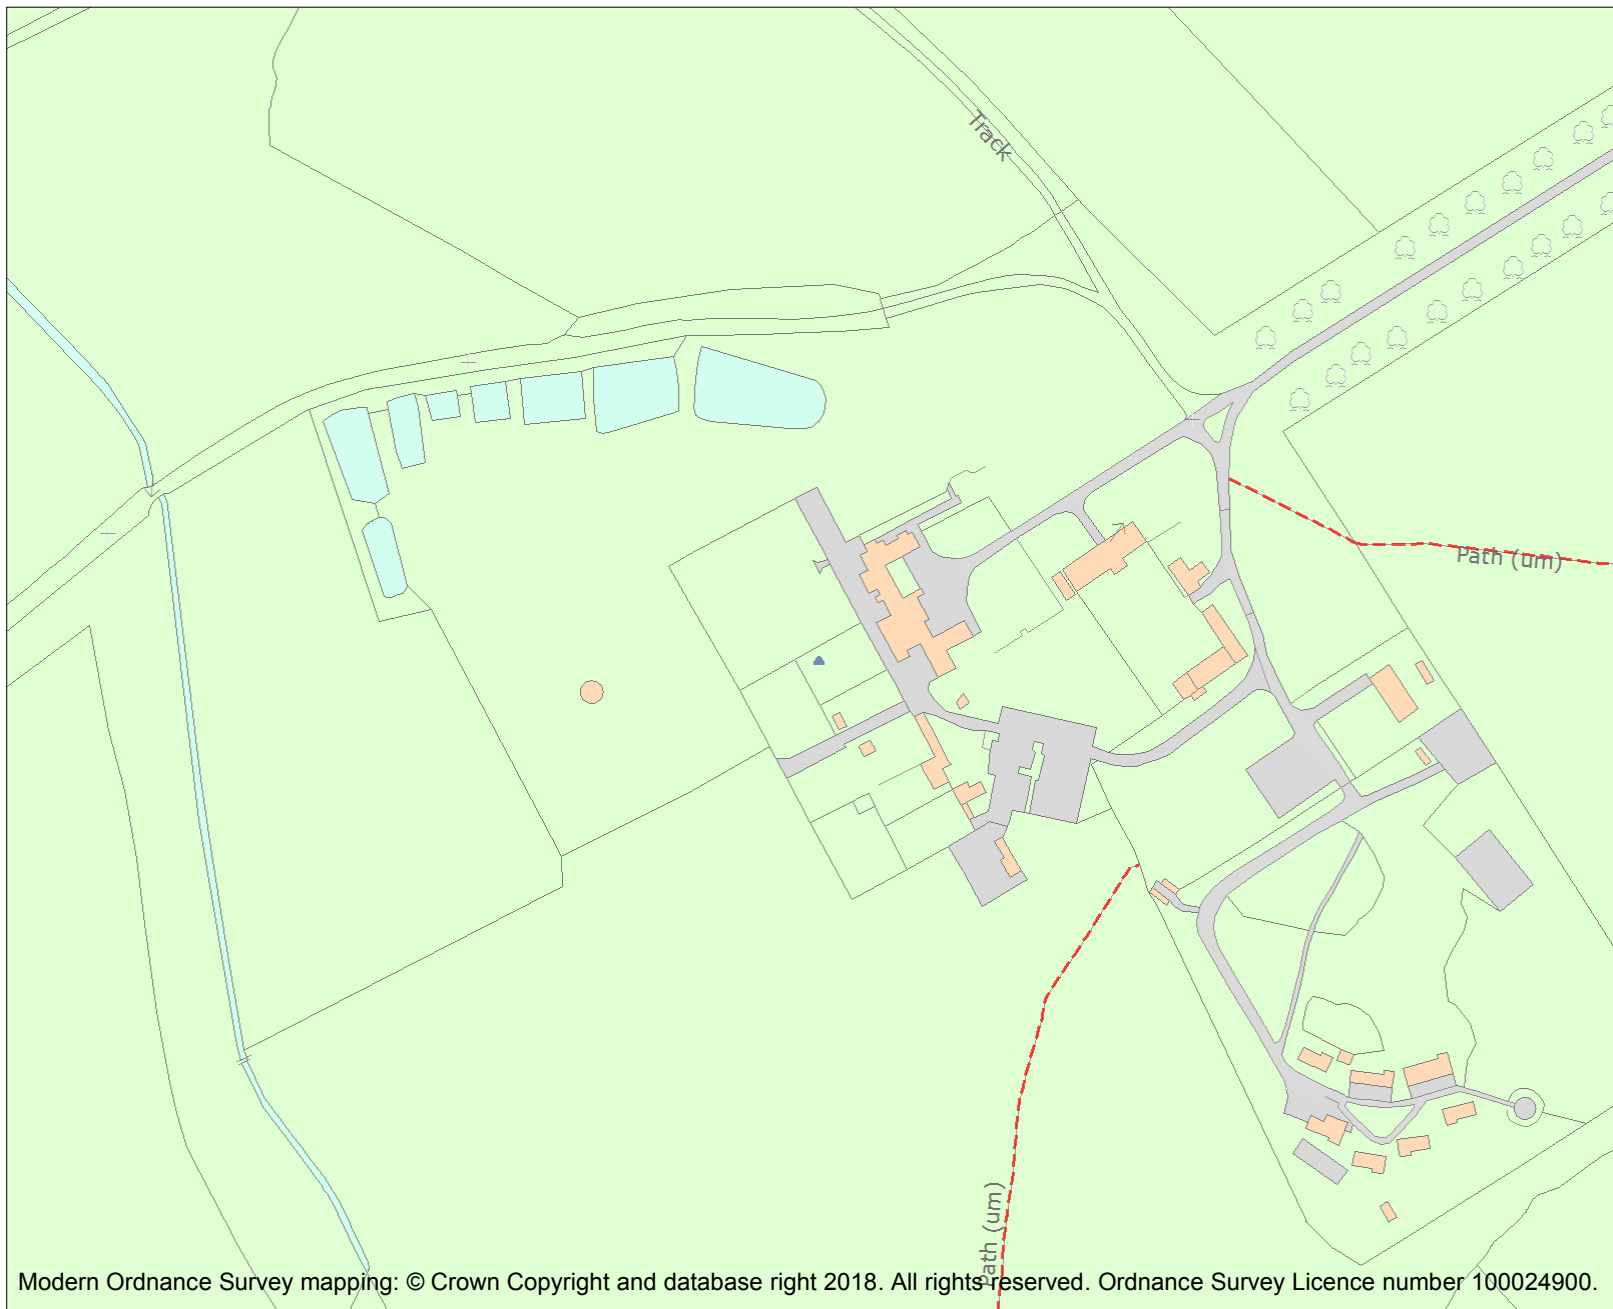 Track
Path (um)
Path (um)
Modern Ordnance Survey mapping: © Crown Copyright and database right 2018. All rights reserved. Ordnance Survey Licence number 100024900.